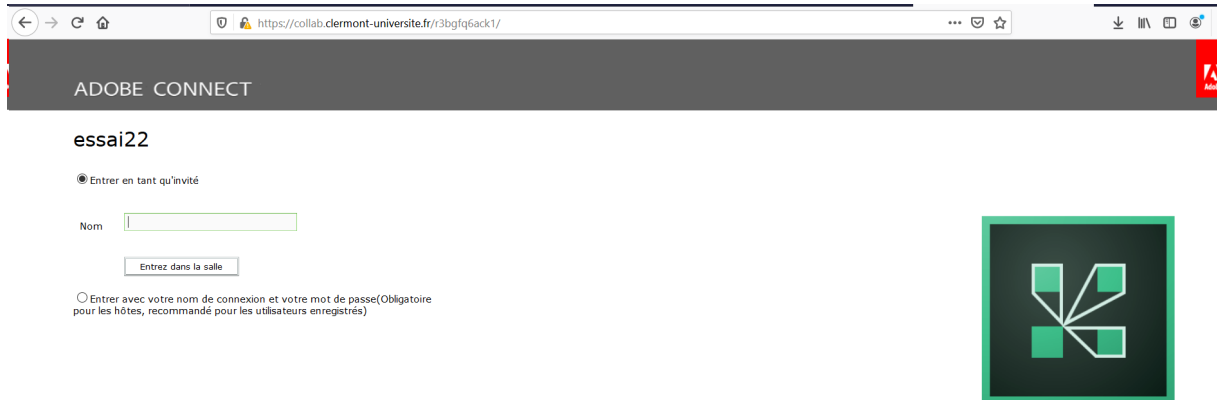 https://collab.clermont-universite.fr/r3bgfq6ack1/
ADOBE CONNECT
Adobe
essai22
Entrer en tant qu'invité
Nom
Entrez dans la salle
Entrer avec votre nom de connexion et votre mot de passe(Obligatoire
pour les hôtes, recommandé pour les utilisateurs enregistrés)